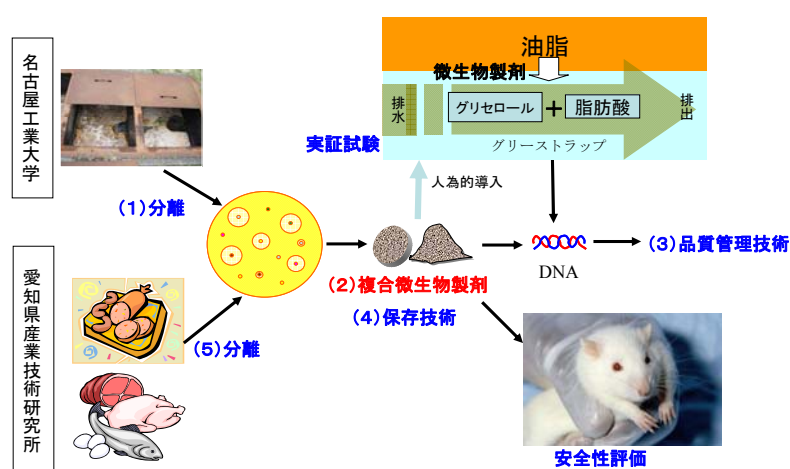 名古屋工業大学
油脂
微生物製剤
排水
グリセロール
+
脂肪酸
排出
グリーストラップ
実証試験
人為的導入
(1)分離
(2)複合微生物製剤
(4)保存技術
DNA
(3)品質管理技術
愛知県産業技術研究所
(5)分離
安全性評価